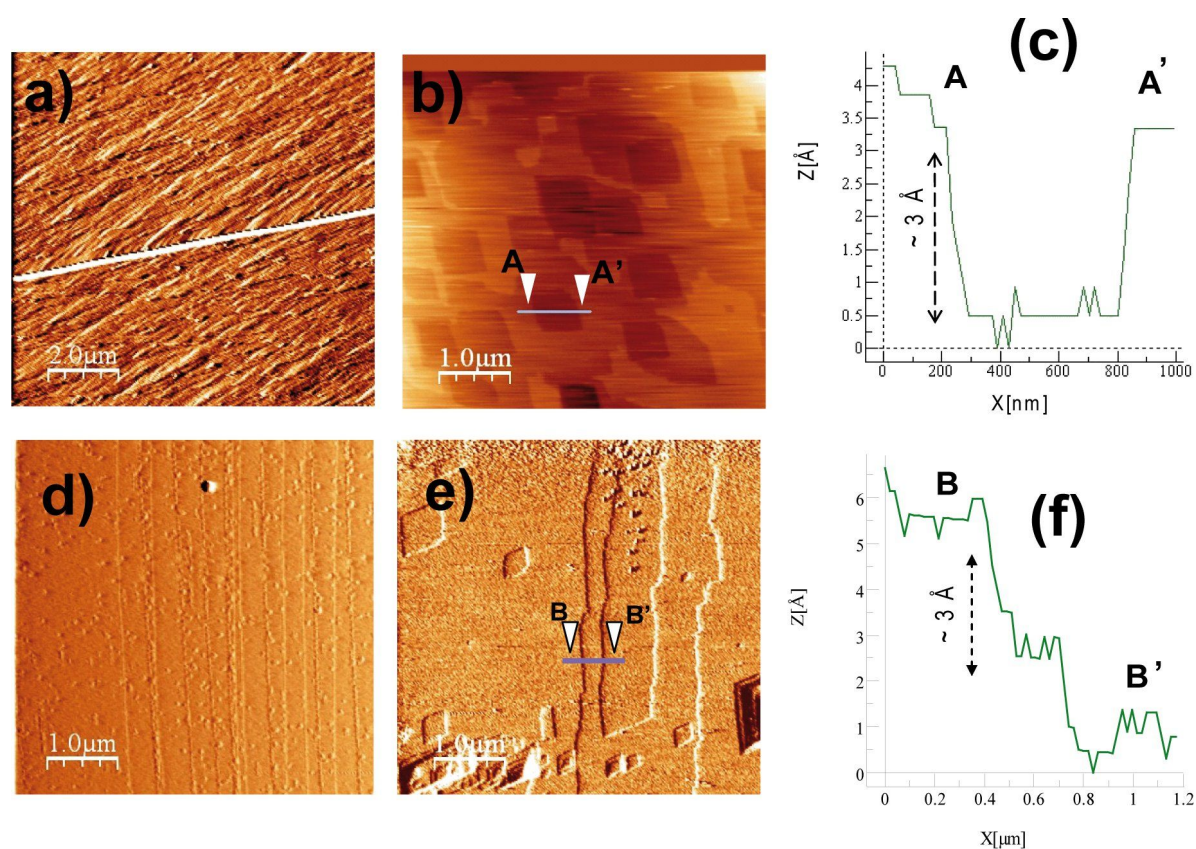 a)
2.0μm
b)
A A'
1.0μm
(c)
A
A'
Z[Å]
4
3.5
3
2.5
2
1.5
1
0.5
0
~ 3 Å
0 200 400 600 800 1000
X[nm]
d)
1.0μm
e)
B B'
1.0μm
(f)
B
B'
Z[Å]
6
5
4
3
2
1
0
~ 3 Å
0 0.2 0.4 0.6 0.8 1 1.2
X[μm]